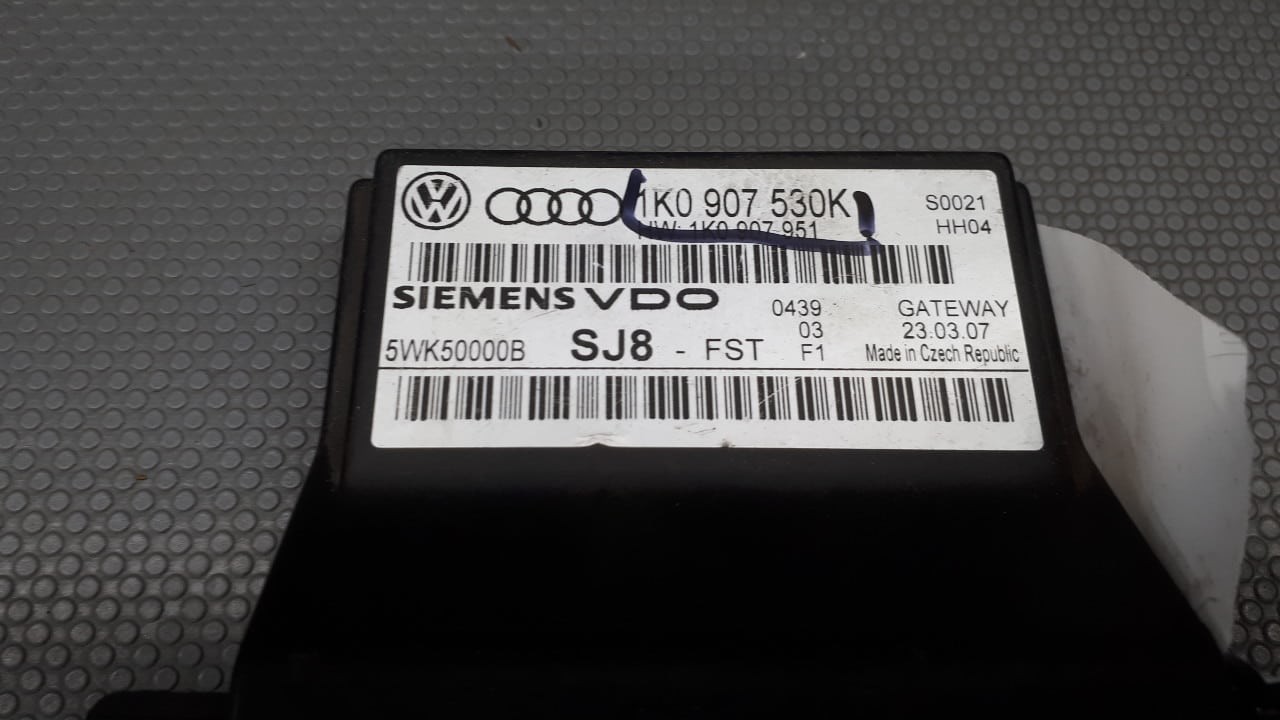 1K0 907 530K S0021
HW: 1K0 907 951 HH04
SIEMENS VDO 0439 GATEWAY
03 23.03.07
5WK50000B SJ8 - FST F1 Made in Czech Republic